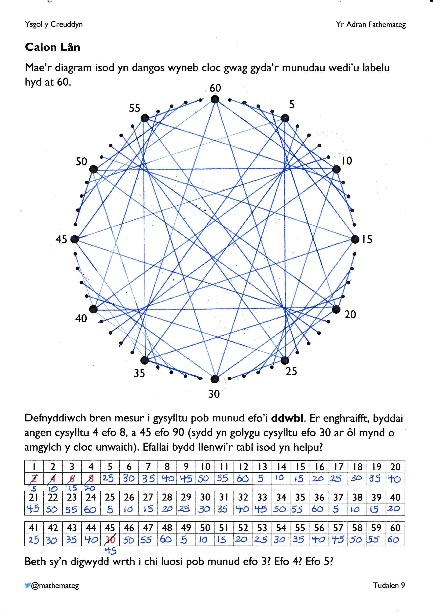 Ysgol y Creuddyn
Yr Adran Fathemateg
Calon Lân
Mae'r diagram isod yn dangos wyneb cloc gwag gyda'r munudau wedi'u labelu
hyd at 60.
60
55
5
50
10
45
15
40
20
35
25
30
Defnyddiwch bren mesur i gysylltu pob munud efo'i ddwbl. Er enghraifft, byddai
angen cysylltu 4 efo 8, a 45 efo 90 (sydd yn golygu cysylltu efo 30 ar ôl mynd o
amgylch y cloc unwaith). Efallai bydd llenwi'r tabl isod yn helpu?
1 2 3 4 5 6 7 8 9 10 11 12 13 14 15 16 17 18 19 20
2 4 6 8 25 30 35 40 45 50 55 60 5 10 15 20 25 30 35 40
5 10 15 20
21 22 23 24 25 26 27 28 29 30 31 32 33 34 35 36 37 38 39 40
45 50 55 60 5 10 15 20 25 30 35 40 45 50 55 60 5 10 15 20
41 42 43 44 45 46 47 48 49 50 51 52 53 54 55 56 57 58 59 60
25 30 35 40 30 50 55 60 5 10 15 20 25 30 35 40 45 50 55 60
45
Beth sy'n digwydd wrth i chi luosi pob munud efo 3? Efo 4? Efo 5?
@mathemateg
Tudalen 9